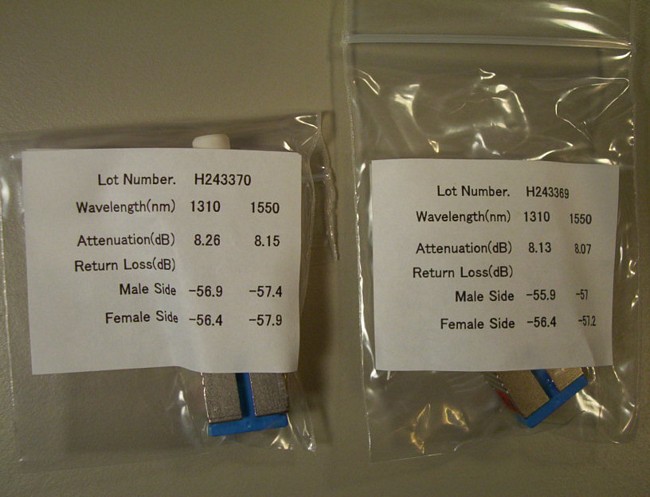 Lot Number. H243370
Wavelength(nm) 1310 1550
Attenuation(dB) 8.26 8.15
Return Loss(dB)
Male Side -56.9 -57.4
Female Side -56.4 -57.9
Lot Number. H243369
Wavelength(nm) 1310 1550
Attenuation(dB) 8.13 8.07
Return Loss(dB)
Male Side -55.9 -57
Female Side -56.4 -57.2